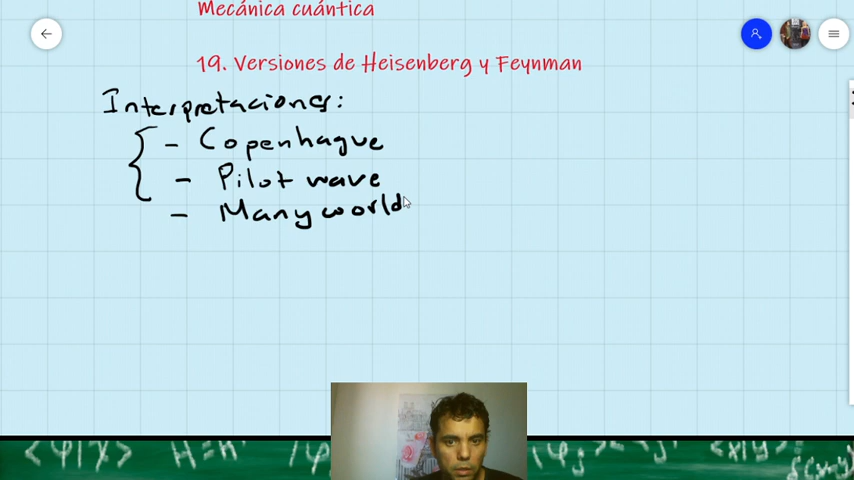 Mecánica cuántica
19. Versiones de Heisenberg y Feynman
Interpretaciones:
- Copenhague
- Pilot wave
- Many world